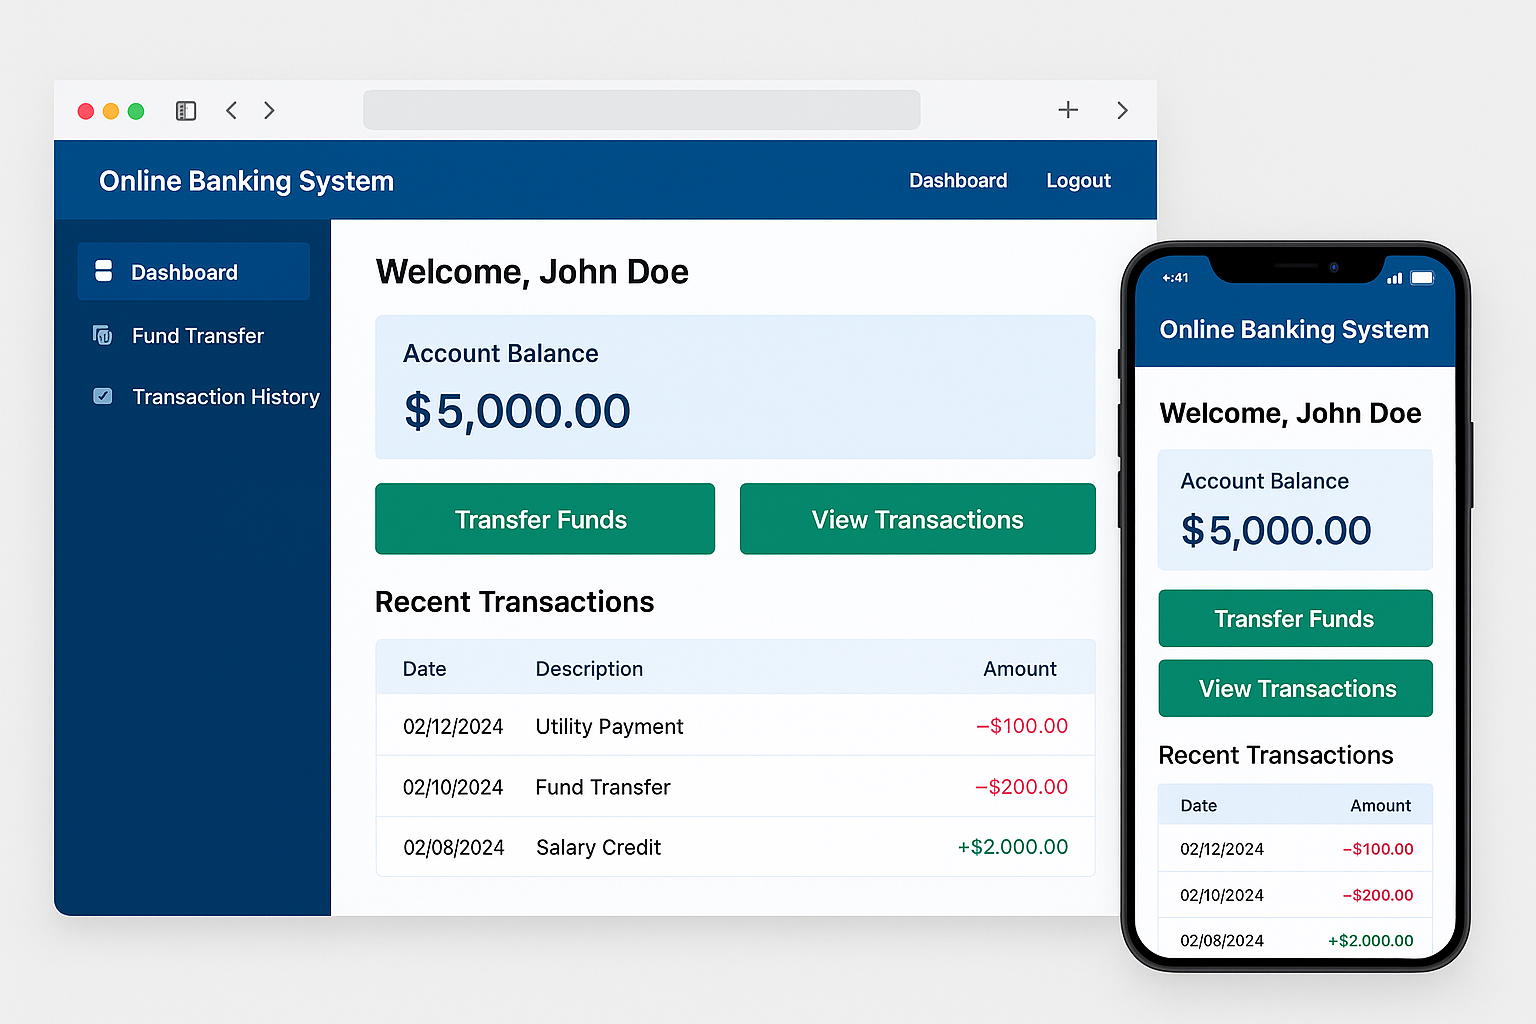 Online Banking System
Dashboard
Logout
Dashboard
Fund Transfer
Transaction History
Welcome, John Doe
Account Balance
$5,000.00
Transfer Funds
View Transactions
Recent Transactions
Date Description Amount
02/12/2024 Utility Payment –$100.00
02/10/2024 Fund Transfer –$200.00
02/08/2024 Salary Credit +$2.000.00
Online Banking System
Welcome, John Doe
Account Balance
$5,000.00
Transfer Funds
View Transactions
Recent Transactions
Date Amount
02/12/2024 –$100.00
02/10/2024 –$200.00
02/08/2024 +$2.000.00